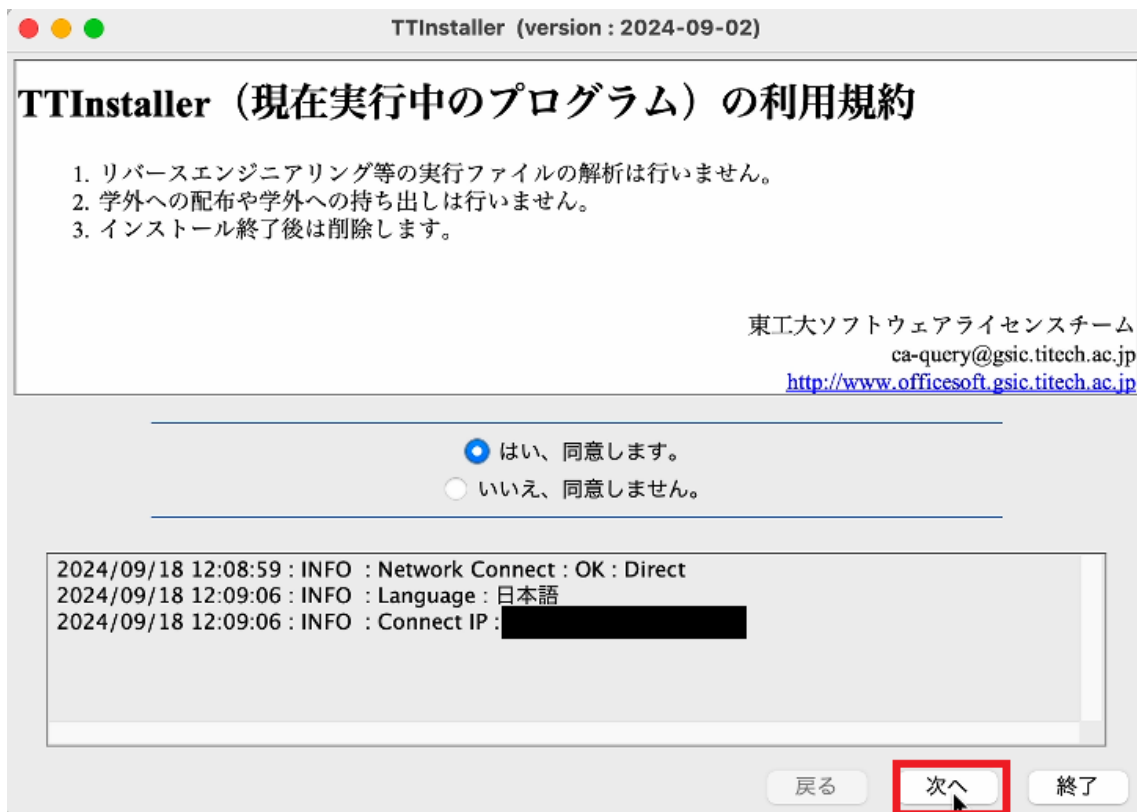 TTInstaller (version : 2024-09-02)
TTInstaller（現在実行中のプログラム）の利用規約
1. リバースエンジニアリング等の実行ファイルの解析は行いません。
2. 学外への配布や学外への持ち出しは行いません。
3. インストール終了後は削除します。
東工大ソフトウェアライセンスチーム
ca-query@gsic.titech.ac.jp
http://www.officesoft.gsic.titech.ac.jp
はい、同意します。
いいえ、同意しません。
2024/09/18 12:08:59 : INFO : Network Connect : OK : Direct
2024/09/18 12:09:06 : INFO : Language : 日本語
2024/09/18 12:09:06 : INFO : Connect IP :
戻る 次へ 終了